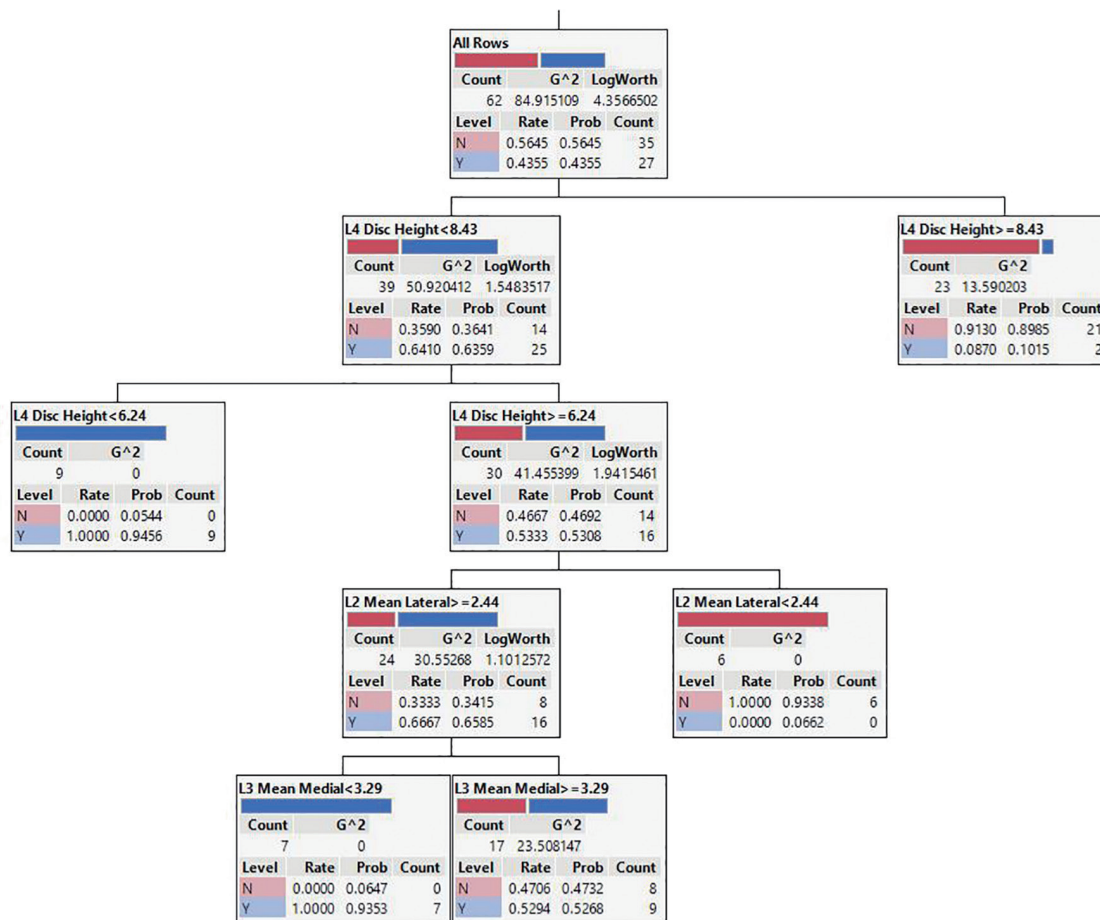 All Rows
Count G^2 LogWorth
62 84.915109 4.3566502
Level Rate Prob Count
N 0.5645 0.5645 35
Y 0.4355 0.4355 27
L4 Disc Height<8.43
Count G^2 LogWorth
39 50.920412 1.5483517
Level Rate Prob Count
N 0.3590 0.3641 14
Y 0.6410 0.6359 25
L4 Disc Height>=8.43
Count G^2
23 13.590203
Level Rate Prob Count
N 0.9130 0.8985 21
Y 0.0870 0.1015 2
L4 Disc Height<6.24
Count G^2
9 0
Level Rate Prob Count
N 0.0000 0.0544 0
Y 1.0000 0.9456 9
L4 Disc Height>=6.24
Count G^2 LogWorth
30 41.455399 1.9415461
Level Rate Prob Count
N 0.4667 0.4692 14
Y 0.5333 0.5308 16
L2 Mean Lateral>=2.44
Count G^2 LogWorth
24 30.55268 1.1012572
Level Rate Prob Count
N 0.3333 0.3415 8
Y 0.6667 0.6585 16
L2 Mean Lateral<2.44
Count G^2
6 0
Level Rate Prob Count
N 1.0000 0.9338 6
Y 0.0000 0.0662 0
L3 Mean Medial<3.29
Count G^2
7 0
Level Rate Prob Count
N 0.0000 0.0647 0
Y 1.0000 0.9353 7
L3 Mean Medial>=3.29
Count G^2
17 23.508147
Level Rate Prob Count
N 0.4706 0.4732 8
Y 0.5294 0.5268 9